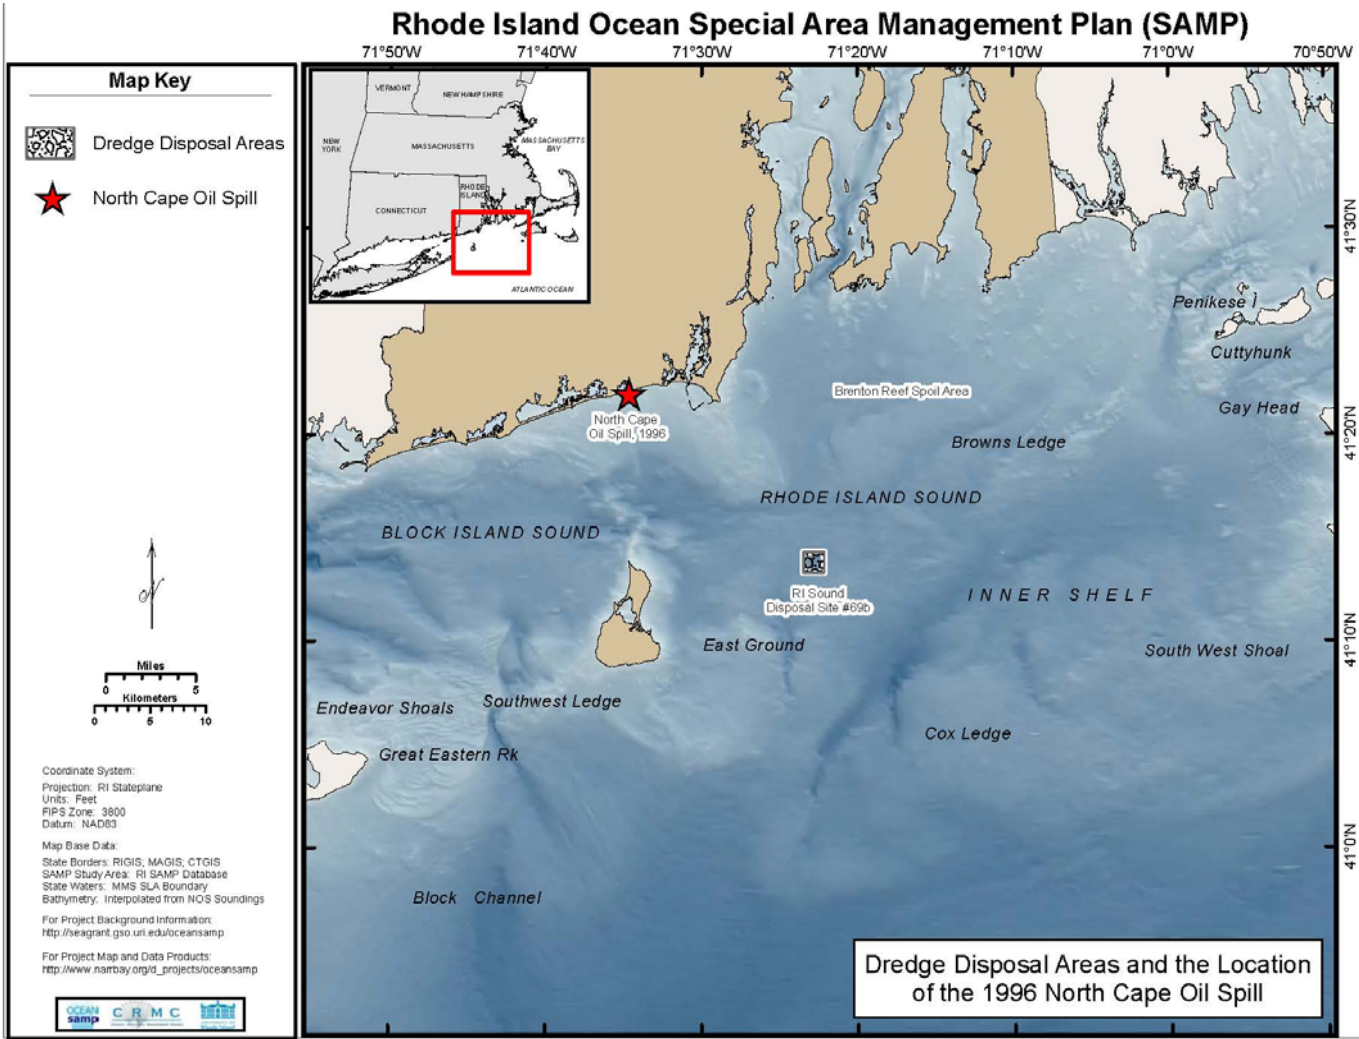 Rhode Island Ocean Special Area Management Plan (SAMP)
71°50'W 71°40'W 71°30'W 71°20'W 71°10'W 71°0'W 70°50'W
Map Key
Dredge Disposal Areas
North Cape Oil Spill
VERMONT
NEW HAMPSHIRE
NEW
YORK
MASSACHUSETTS
MASSACHUSETTS
BAY
RHODE
ISLAND
CONNECTICUT
ATLANTIC OCEAN
41°30'N
Penikese I
Cuttyhunk
Gay Head
Brenton Reef Spoil Area
North Cape
Oil Spill, 1996
Browns Ledge
41°20'N
RHODE ISLAND SOUND
BLOCK ISLAND SOUND
RI Sound
Disposal Site #69b
INNER SHELF
East Ground
South West Shoal
41°10'N
Southwest Ledge
Endeavor Shoals
Great Eastern Rk
Cox Ledge
41°0'N
Block Channel
N
Miles
0 5
Kilometers
0 5 10
Coordinate System:
Projection: RI Stateplane
Units: Feet
FIPS Zone: 3800
Datum: NAD83
Map Base Data:
State Borders: RIGIS; MAGIS; CTGIS
SAMP Study Area: RI SAMP Database
State Waters: MMS SLA Boundary
Bathymetry: Interpolated from NOS Soundings
For Project Background Information:
http://seagrant.gso.uri.edu/oceansamp
For Project Map and Data Products:
http://www.narrbay.org/d_projects/oceansamp
OCEAN
samp
C R M C
Dredge Disposal Areas and the Location
of the 1996 North Cape Oil Spill